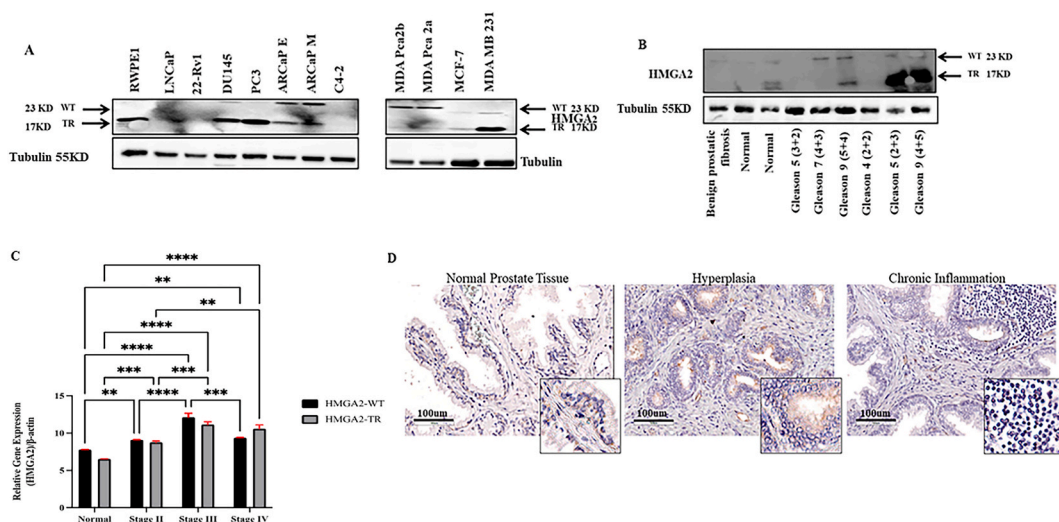 A
RWPE1
LNCaP
22-Rv1
DU145
PC3
ARCaP E
ARCaP M
C4-2
MDA Pca2b
MDA Pca 2a
MCF-7
MDA MB 231
23 KD WT
17KD TR
WT 23 KD
HMGA2
TR 17KD
Tubulin 55KD
Tubulin
B
HMGA2
WT 23 KD
TR 17KD
Tubulin 55KD
Benign prostatic
fibrosis
Normal
Normal
Gleason 5 (3+2)
Gleason 7 (4+3)
Gleason 9 (5+4)
Gleason 4 (2+2)
Gleason 5 (2+3)
Gleason 9 (4+5)
C
****
**
**
****
****
*** ***
** **** ***
HMGA2-WT
HMGA2-TR
Relative Gene Expression
(HMGA2)/β-actin
15
10
5
0
Normal Stage II Stage III Stage IV
D
Normal Prostate Tissue
Hyperplasia
Chronic Inflammation
100um
100um
100um